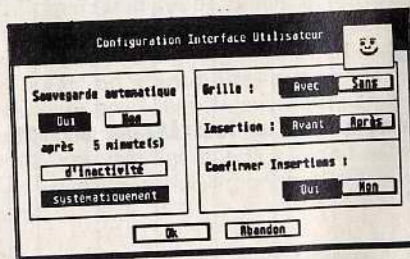 Configuration Interface Utilisateur
Sauvegarde automatique
Oui Non
après 5 minute(s)
d'inactivité
systématiquement
Grille : Avec Sans
Insertion : Avant Après
Confirmer Insertions :
Oui Non
Ok Abandon